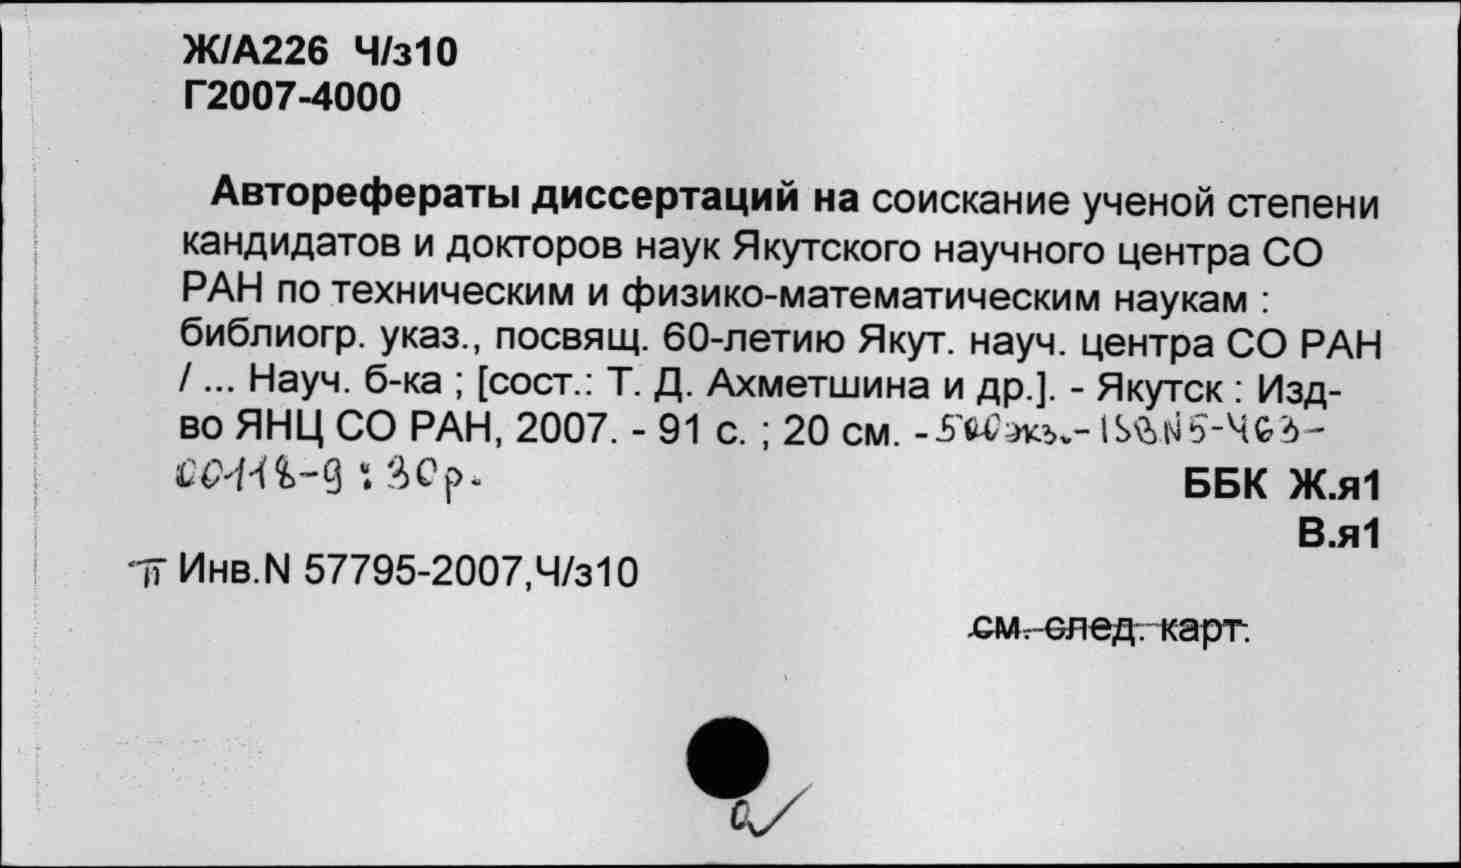 Ж/А226 Ч/з10
Г2007-4000
Авторефераты диссертаций на соискание ученой степени
кандидатов и докторов наук Якутского научного центра СО
РАН по техническим и физико-математическим наукам :
библиогр. указ., посвящ. 60-летию Якут. науч. центра СО РАН
/ ... Науч. б-ка ; [сост.: Т. Д. Ахметшина и др.]. - Якутск : Изд-
во ЯНЦ СО РАН, 2007. - 91 с. ; 20 см. - 500 экз. - ISBN 5-463-
00118-9 : 30р.
ББК Ж.я1
В.я1
Инв.N 57795-2007,Ч/з10
см. след. карт.